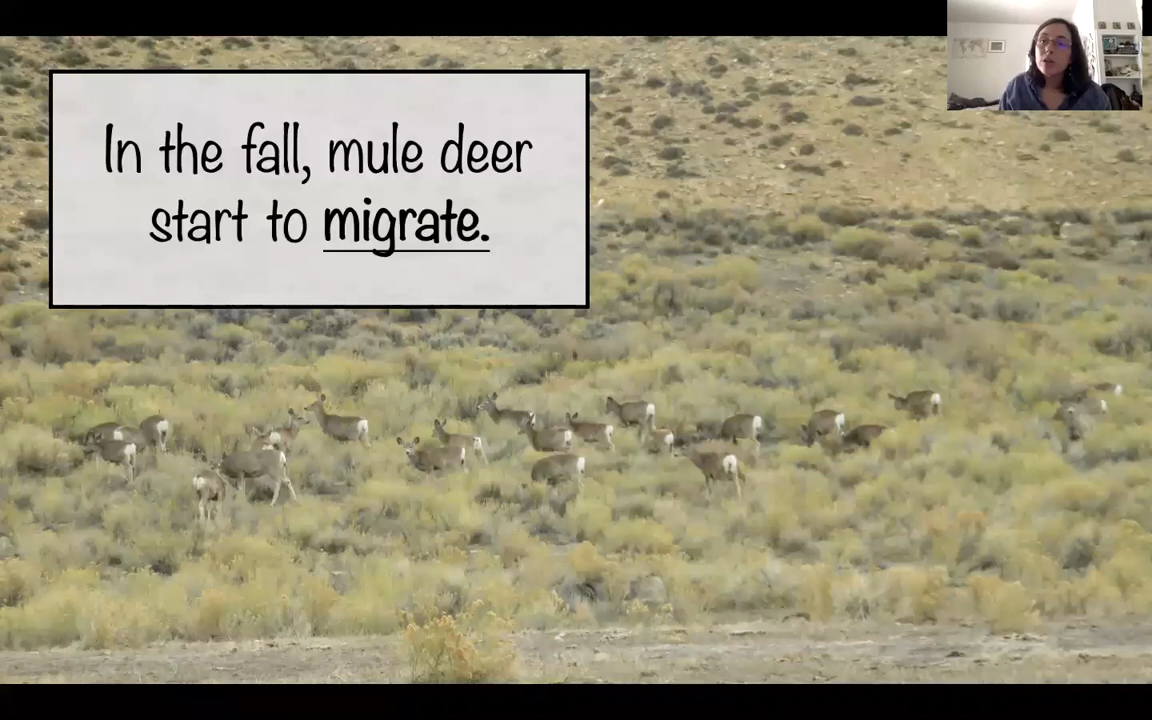 In the fall, mule deer
start to migrate.